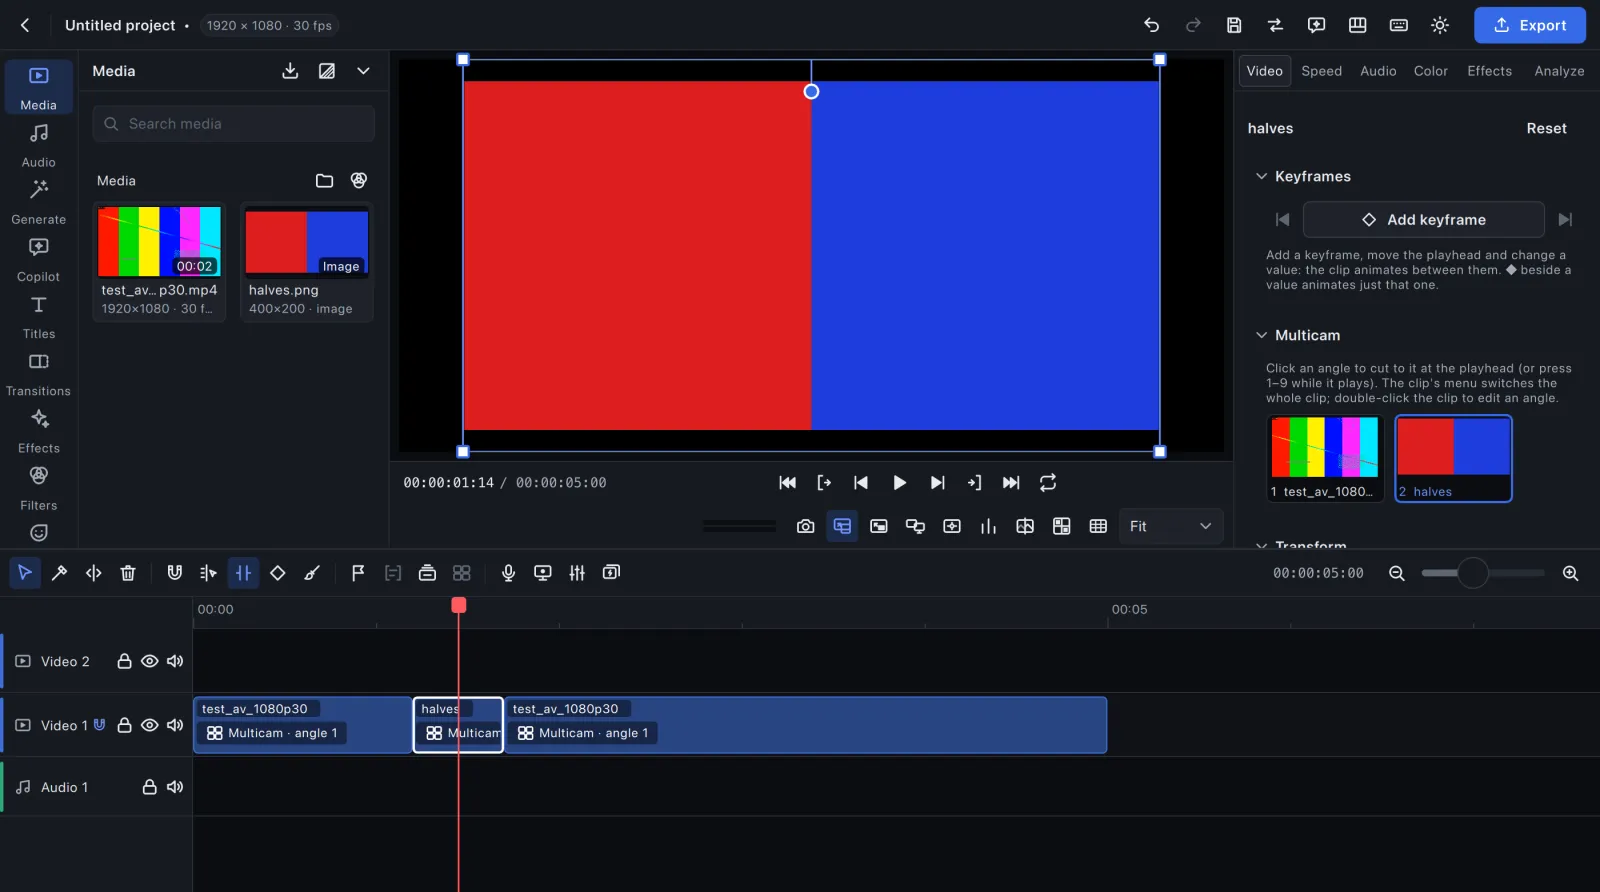 Untitled project • 1920 × 1080 · 30 fps
Export
Media
Audio
Generate
Copilot
Titles
Transitions
Effects
Filters
Media
Search media
Media
00:02
test_av…p30.mp4
1920×1080 · 30 f…
Image
halves.png
400×200 · image
00:00:01:14 / 00:00:05:00
Fit
Video Speed Audio Color Effects Analyze
halves
Reset
Keyframes
Add keyframe
Add a keyframe, move the playhead and change a
value: the clip animates between them. ◆ beside a
value animates just that one.
Multicam
Click an angle to cut to it at the playhead (or press
1–9 while it plays). The clip's menu switches the
whole clip; double-click the clip to edit an angle.
1 test_av_1080…
2 halves
Transform
00:00:05:00
00:00
00:05
Video 2
Video 1
test_av_1080p30
Multicam · angle 1
halves
Multicam
test_av_1080p30
Multicam · angle 1
Audio 1